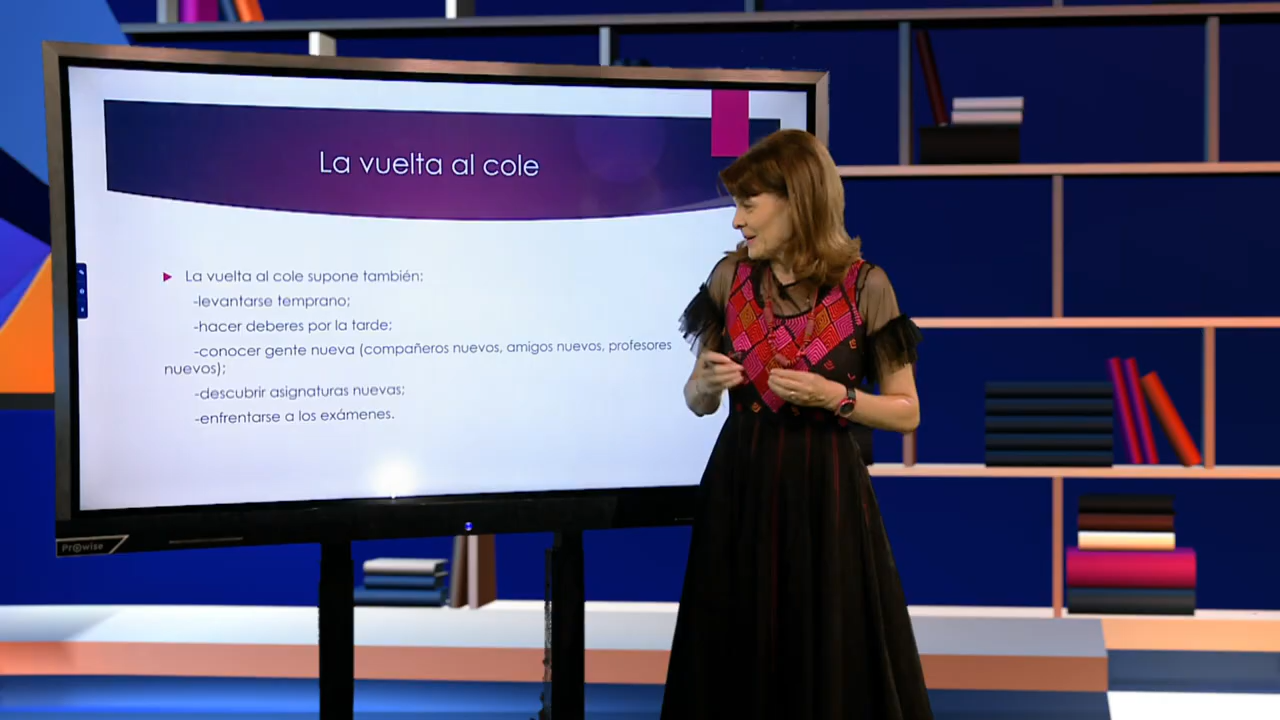 La vuelta al cole
La vuelta al cole supone también:
-levantarse temprano;
-hacer deberes por la tarde;
-conocer gente nueva (compañeros nuevos, amigos nuevos, profesores
nuevos);
-descubrir asignaturas nuevas;
-enfrentarse a los exámenes.
Prowise